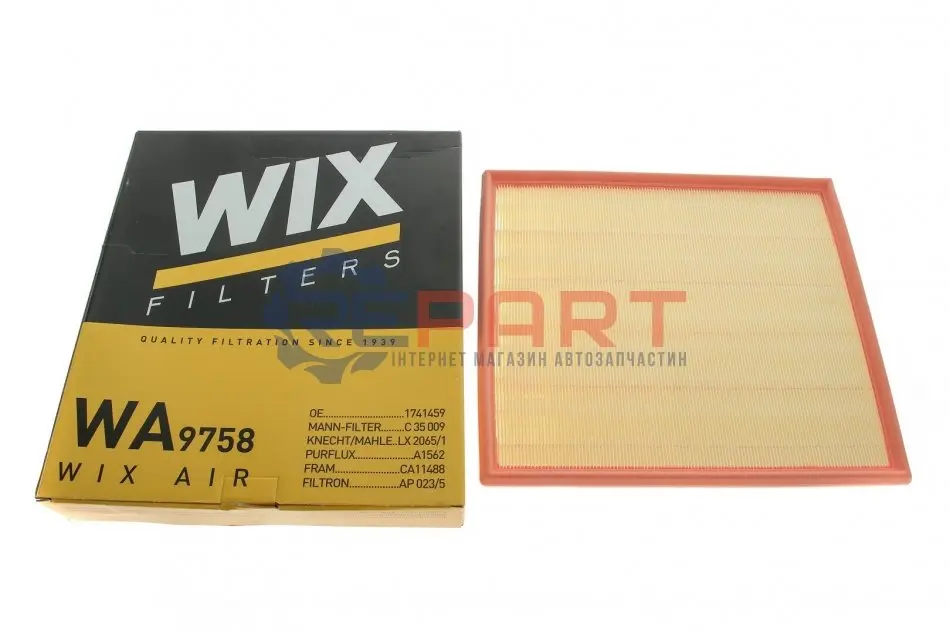 WIX
FILTERS
QUALITY FILTRATION SINCE 1939
OEPART
ІНТЕРНЕТ МАГАЗИН АВТОЗАПЧАСТИН
WA9758
WIX AIR
OE..........................1741459
MANN-FILTER........C 35 009
KNECHT/MAHLE..LX 2065/1
PURFLUX...................A1562
FRAM.....................CA11488
FILTRON................AP 023/5